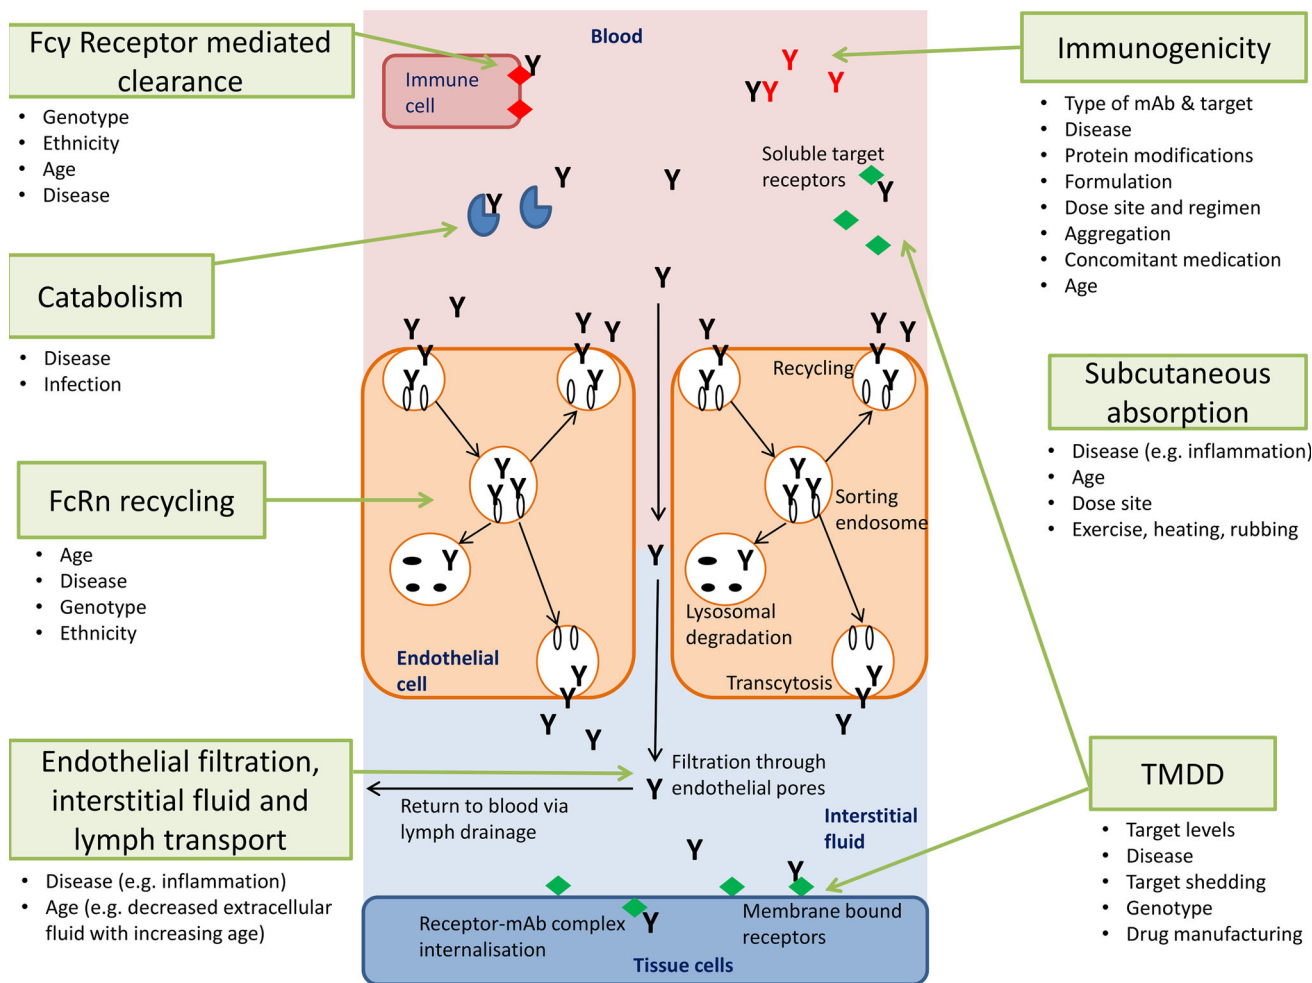 Fcγ Receptor mediated
clearance
• Genotype
• Ethnicity
• Age
• Disease
Catabolism
• Disease
• Infection
FcRn recycling
• Age
• Disease
• Genotype
• Ethnicity
Endothelial filtration,
interstitial fluid and
lymph transport
• Disease (e.g. inflammation)
• Age (e.g. decreased extracellular
fluid with increasing age)
Blood
Immune
cell
Soluble target
receptors
Recycling
Sorting
endosome
Lysosomal
degradation
Endothelial
cell
Transcytosis
Filtration through
endothelial pores
Return to blood via
lymph drainage
Interstitial
fluid
Receptor-mAb complex
internalisation
Membrane bound
receptors
Tissue cells
Immunogenicity
• Type of mAb & target
• Disease
• Protein modifications
• Formulation
• Dose site and regimen
• Aggregation
• Concomitant medication
• Age
Subcutaneous
absorption
• Disease (e.g. inflammation)
• Age
• Dose site
• Exercise, heating, rubbing
TMDD
• Target levels
• Disease
• Target shedding
• Genotype
• Drug manufacturing